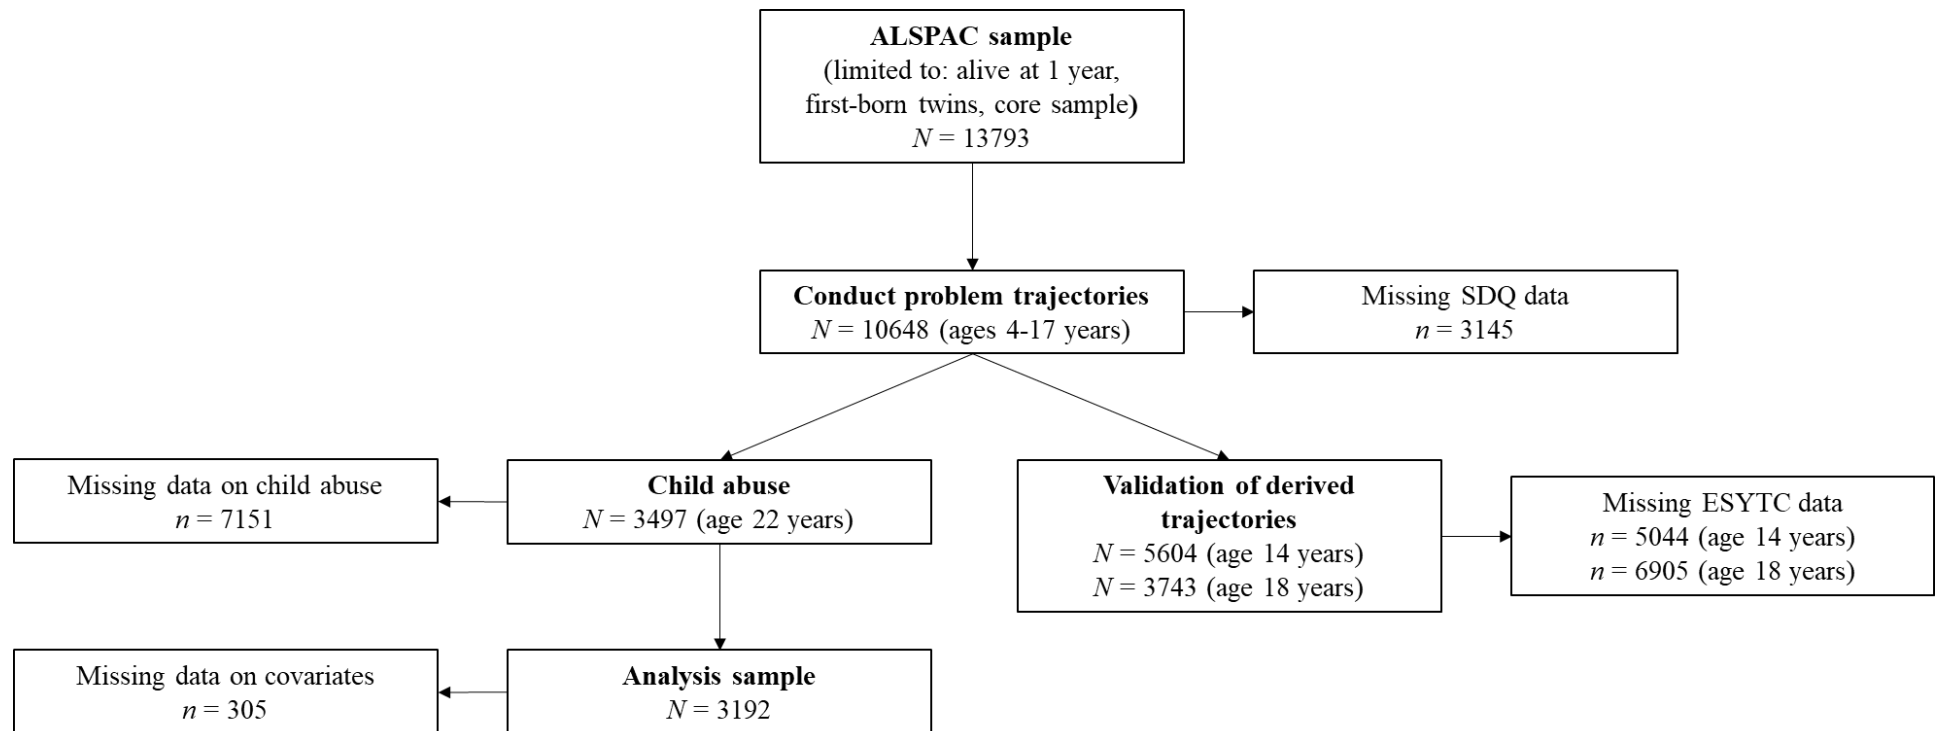 ALSPAC sample
(limited to: alive at 1 year,
first-born twins, core sample)
N = 13793
Conduct problem trajectories
N = 10648 (ages 4-17 years)
Missing SDQ data
n = 3145
Missing data on child abuse
n = 7151
Child abuse
N = 3497 (age 22 years)
Validation of derived
trajectories
N = 5604 (age 14 years)
N = 3743 (age 18 years)
Missing ESYTC data
n = 5044 (age 14 years)
n = 6905 (age 18 years)
Missing data on covariates
n = 305
Analysis sample
N = 3192